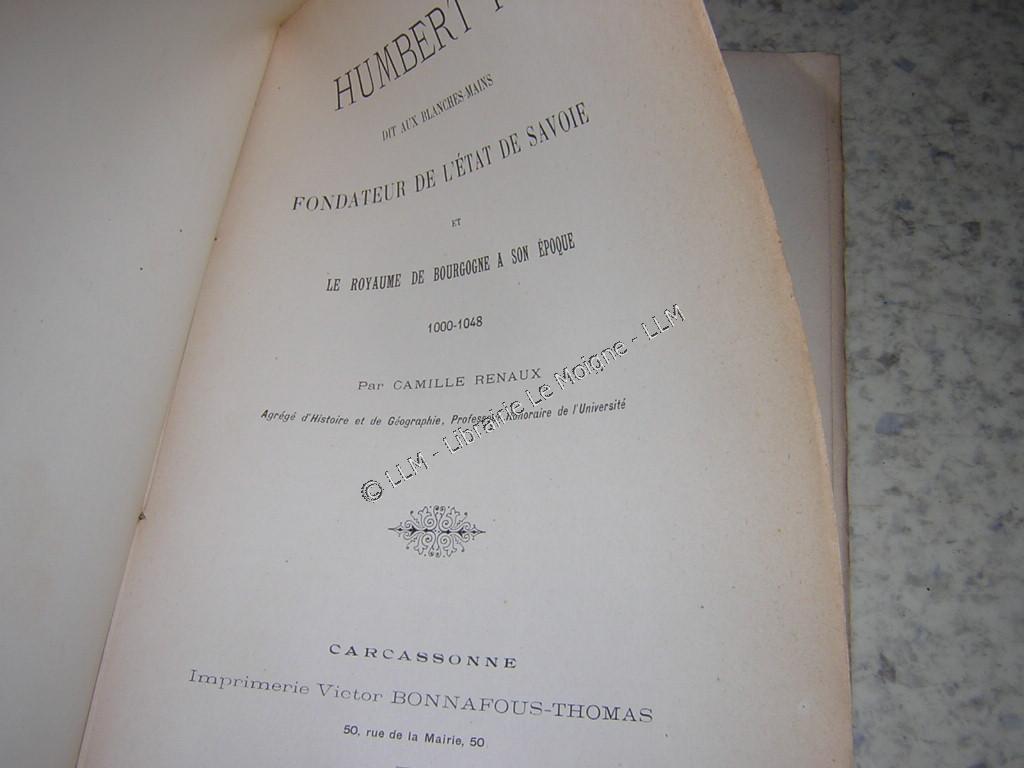 HUMBERT
DIT AUX BLANCHES-MAINS
FONDATEUR DE L'ÉTAT DE SAVOIE
ET
LE ROYAUME DE BOURGOGNE A SON ÉPOQUE
1000-1048
Par CAMILLE RENAUX
Agrégé d'Histoire et de Géographie, Professeur Honoraire de l'Université
© LLM - Librairie Le Moigne - LLM
CARCASSONNE
Imprimerie Victor BONNAFOUS-THOMAS
50, rue de la Mairie, 50